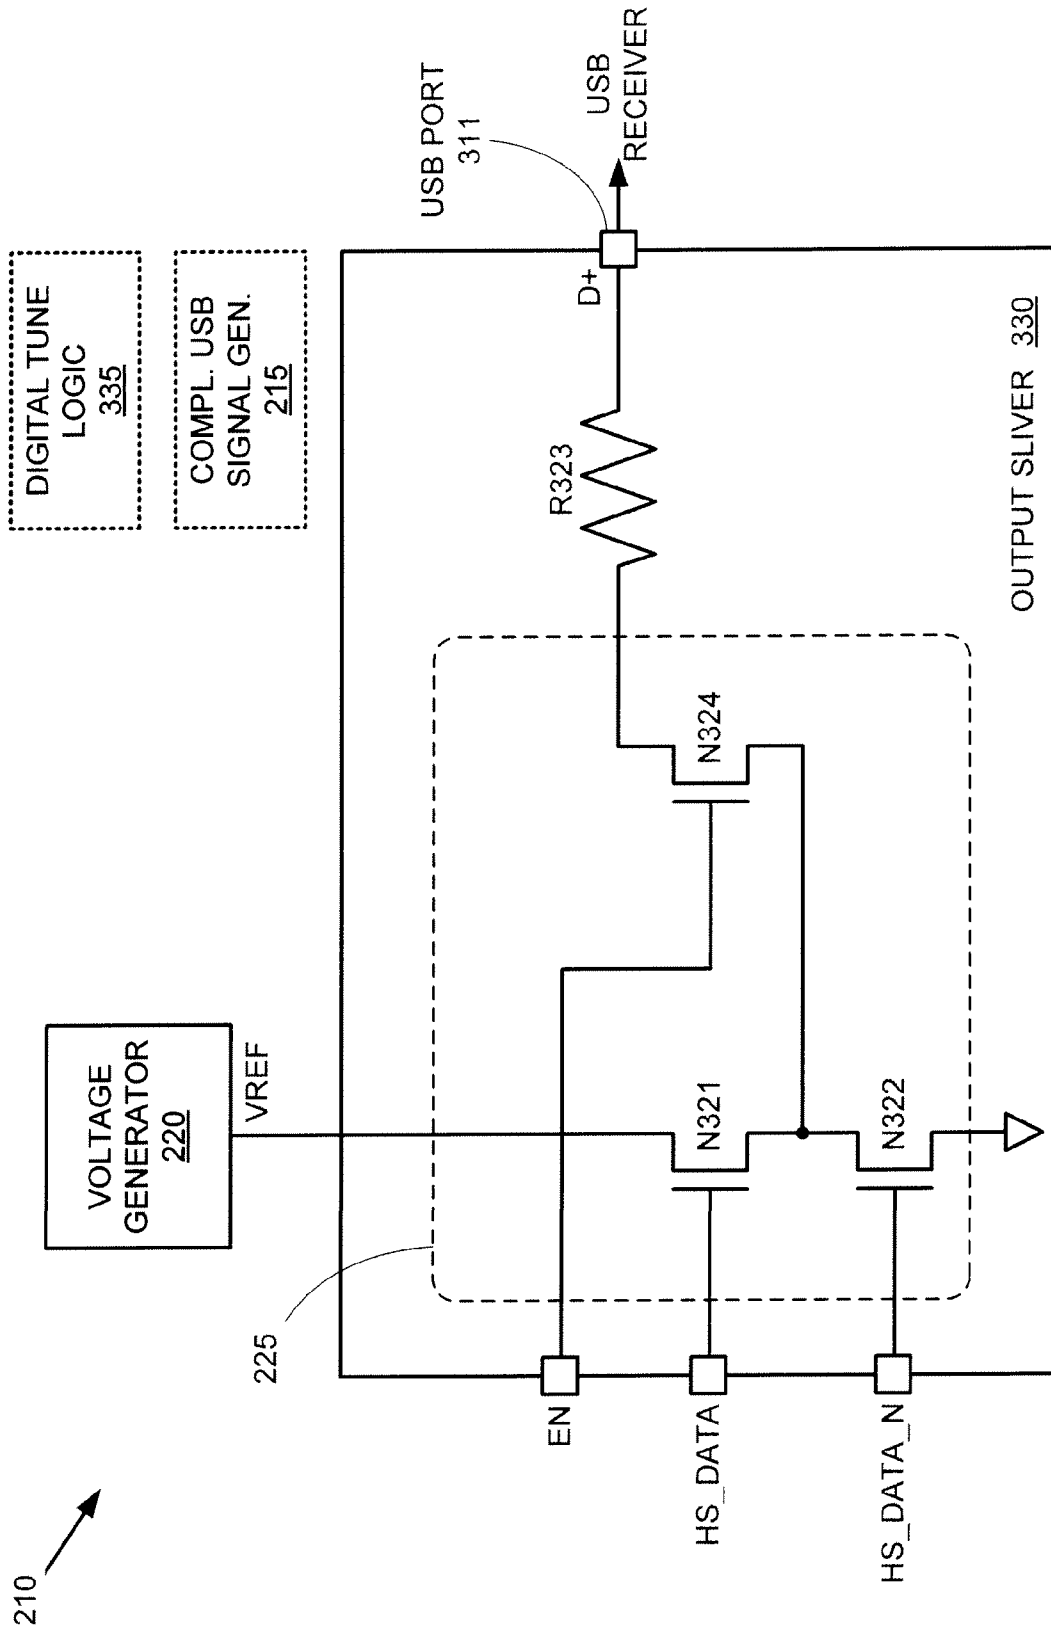 210
VOLTAGE
GENERATOR
220
VREF
DIGITAL TUNE
LOGIC
335
COMPL. USB
SIGNAL GEN.
215
225
USB PORT
311
EN
HS_DATA
HS_DATA_N
N321
N322
N324
R323
D+
USB
RECEIVER
OUTPUT SLIVER 330